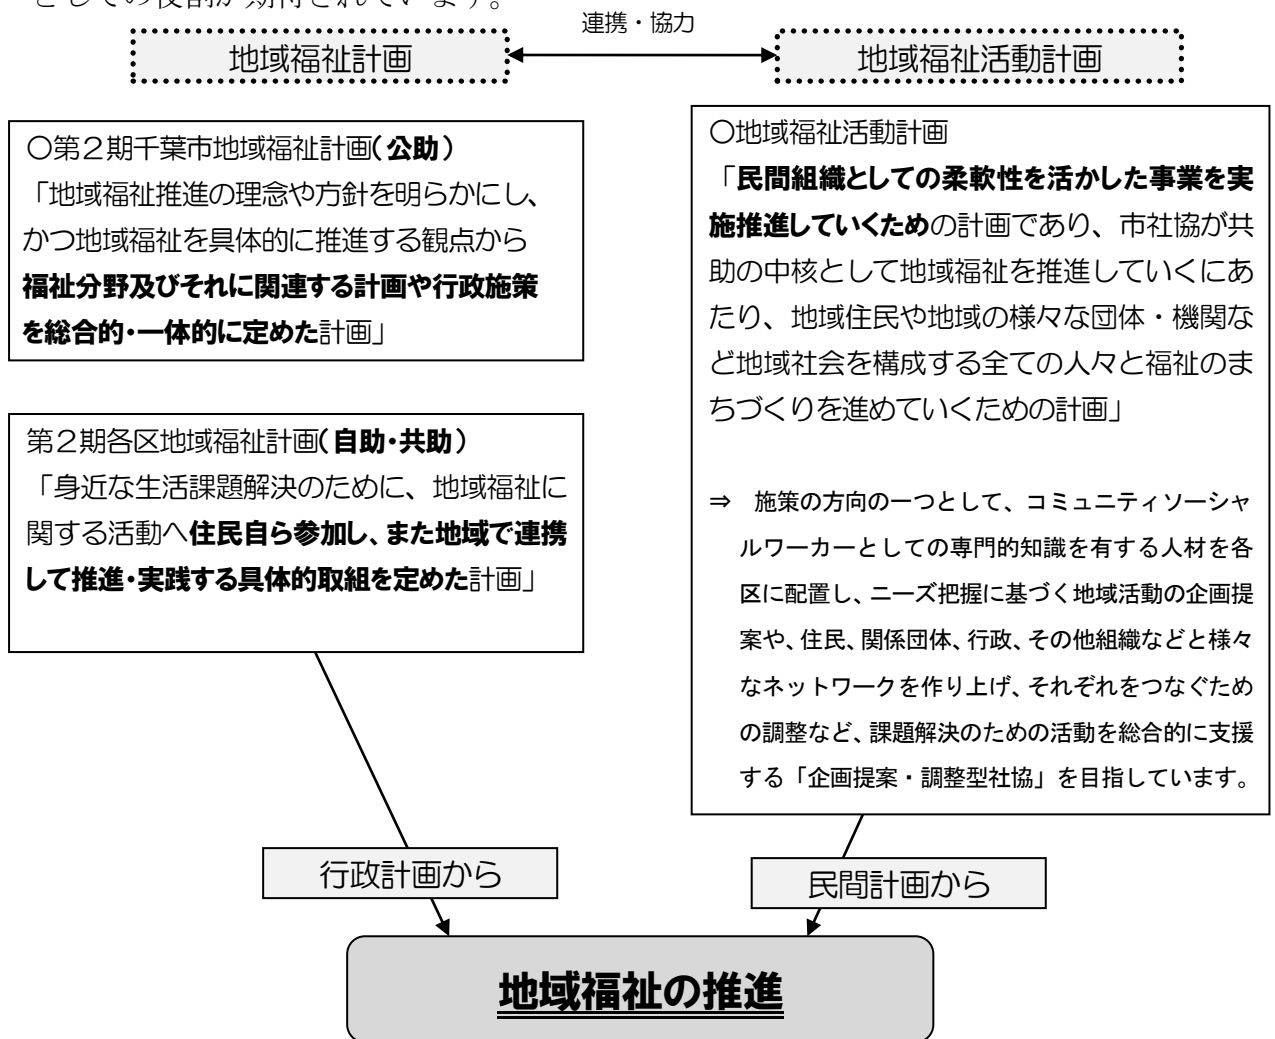 としての役割が期待されています。
連携・協力
地域福祉計画
地域福祉活動計画
○第２期千葉市地域福祉計画(公助)
「地域福祉推進の理念や方針を明らかにし、
かつ地域福祉を具体的に推進する観点から
福祉分野及びそれに関連する計画や行政施策
を総合的・一体的に定めた計画」
第２期各区地域福祉計画(自助・共助)
「身近な生活課題解決のために、地域福祉に
関する活動へ住民自ら参加し、また地域で連携
して推進・実践する具体的取組を定めた計画」
○地域福祉活動計画
「民間組織としての柔軟性を活かした事業を実
施推進していくための計画であり、市社協が共
助の中核として地域福祉を推進していくにあ
たり、地域住民や地域の様々な団体・機関な
ど地域社会を構成する全ての人々と福祉のま
ちづくりを進めていくための計画」
⇒　施策の方向の一つとして、コミュニティソーシャ
ルワーカーとしての専門的知識を有する人材を各
区に配置し、ニーズ把握に基づく地域活動の企画提
案や、住民、関係団体、行政、その他組織などと様々
なネットワークを作り上げ、それぞれをつなぐため
の調整など、課題解決のための活動を総合的に支援
する「企画提案・調整型社協」を目指しています。
行政計画から
民間計画から
地域福祉の推進